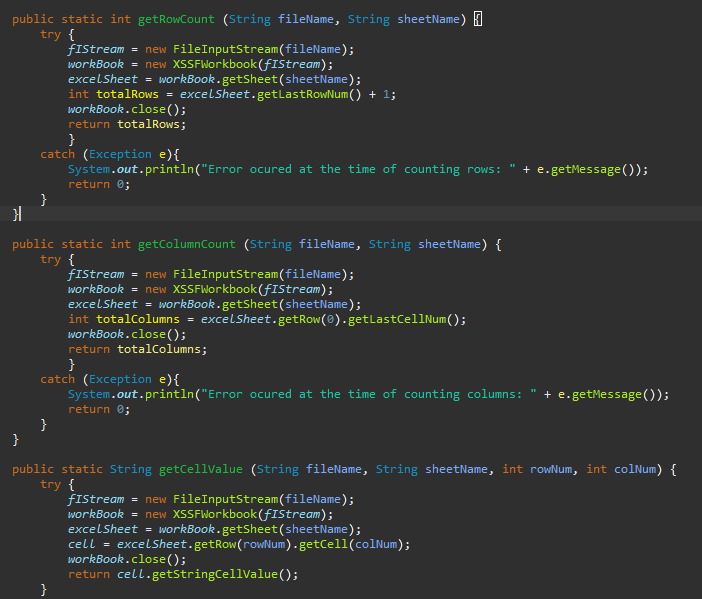 public static int getRowCount (String fileName, String sheetName) {
    try {
        fIStream = new FileInputStream(fileName);
        workBook = new XSSFWorkbook(fIStream);
        excelSheet = workBook.getSheet(sheetName);
        int totalRows = excelSheet.getLastRowNum() + 1;
        workBook.close();
        return totalRows;
        }
    catch (Exception e){
        System.out.println("Error ocured at the time of counting rows: " + e.getMessage());
        return 0;
    }
}

public static int getColumnCount (String fileName, String sheetName) {
    try {
        fIStream = new FileInputStream(fileName);
        workBook = new XSSFWorkbook(fIStream);
        excelSheet = workBook.getSheet(sheetName);
        int totalColumns = excelSheet.getRow(0).getLastCellNum();
        workBook.close();
        return totalColumns;
        }
    catch (Exception e){
        System.out.println("Error ocured at the time of counting columns: " + e.getMessage());
        return 0;
    }
}

public static String getCellValue (String fileName, String sheetName, int rowNum, int colNum) {
    try {
        fIStream = new FileInputStream(fileName);
        workBook = new XSSFWorkbook(fIStream);
        excelSheet = workBook.getSheet(sheetName);
        cell = excelSheet.getRow(rowNum).getCell(colNum);
        workBook.close();
        return cell.getStringCellValue();
    }